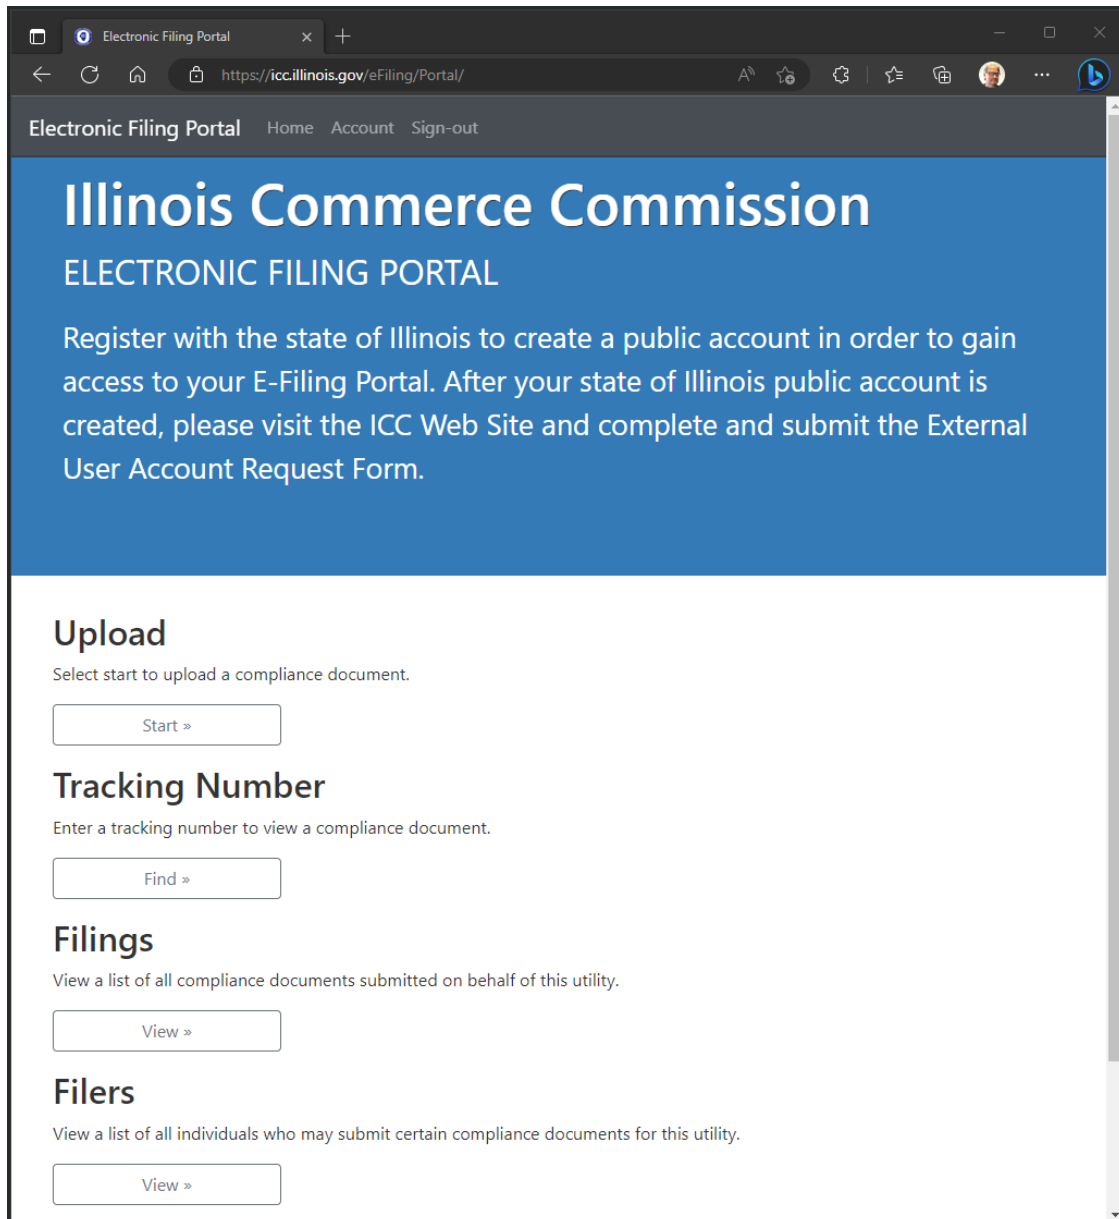 Electronic Filing Portal
https://icc.illinois.gov/eFiling/Portal/
Electronic Filing Portal Home Account Sign-out
Illinois Commerce Commission
ELECTRONIC FILING PORTAL
Register with the state of Illinois to create a public account in order to gain
access to your E-Filing Portal. After your state of Illinois public account is
created, please visit the ICC Web Site and complete and submit the External
User Account Request Form.
Upload
Select start to upload a compliance document.
Start »
Tracking Number
Enter a tracking number to view a compliance document.
Find »
Filings
View a list of all compliance documents submitted on behalf of this utility.
View »
Filers
View a list of all individuals who may submit certain compliance documents for this utility.
View »